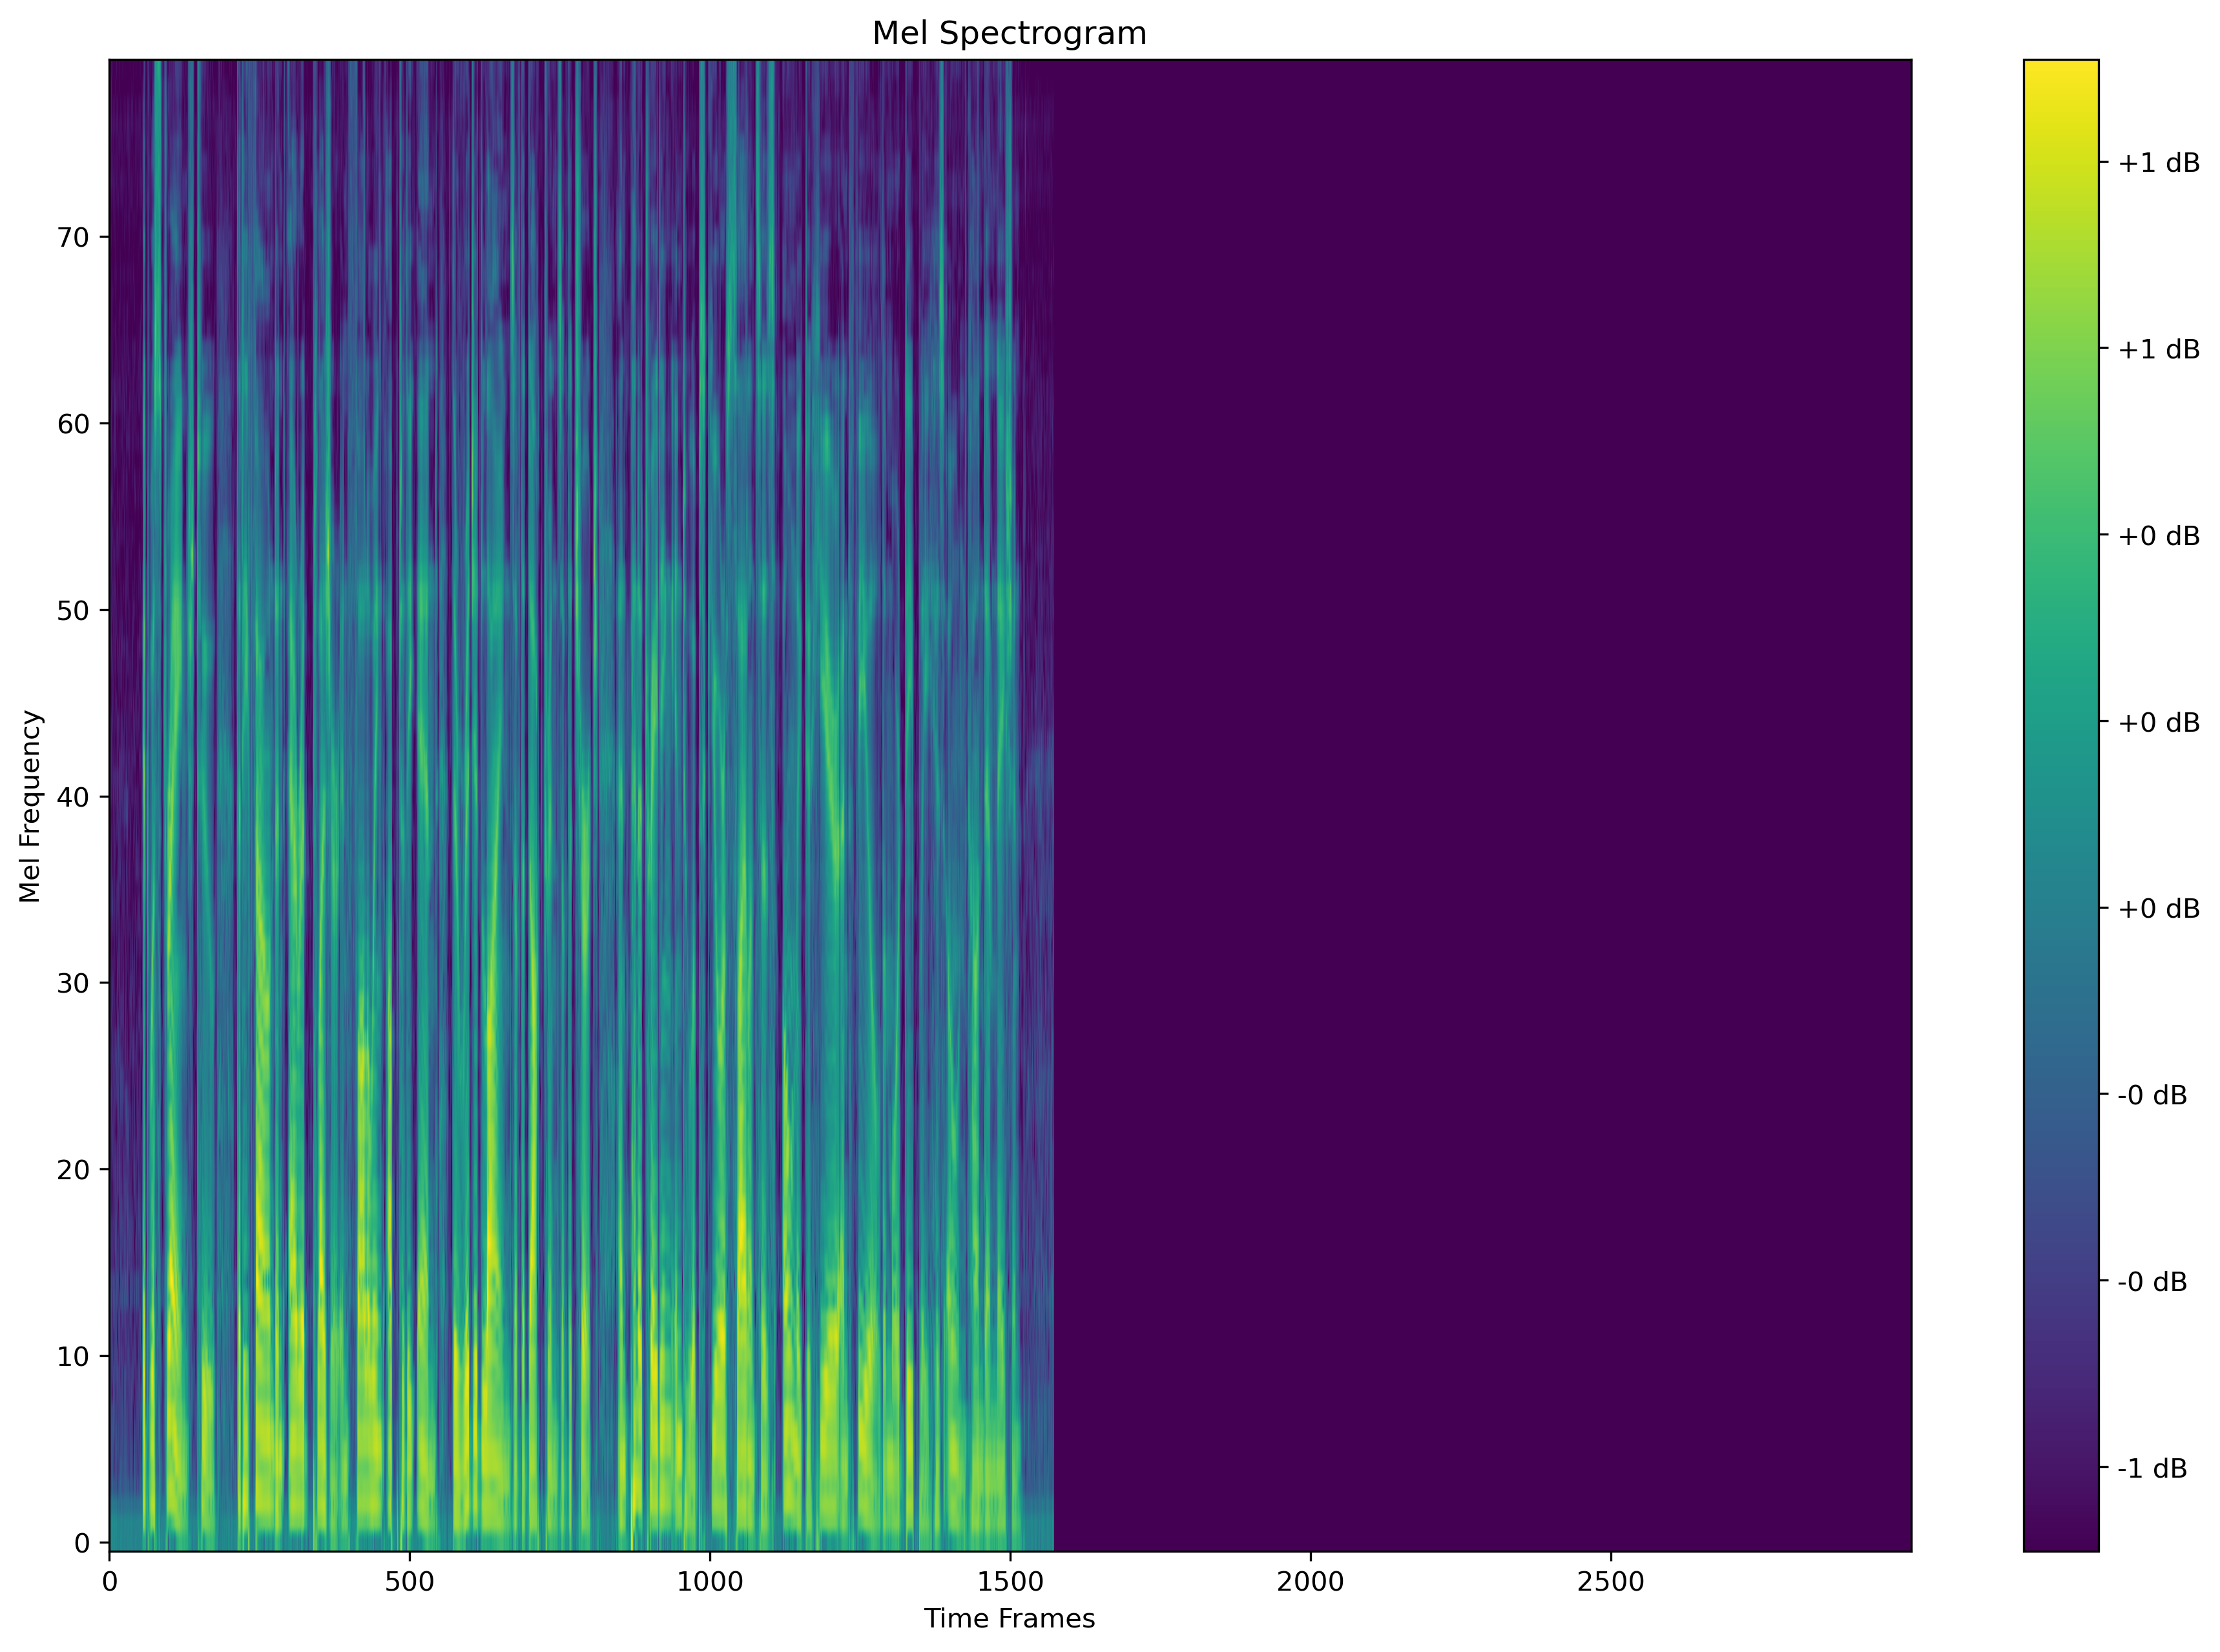 Mel Spectrogram
Mel Frequency
70
60
50
40
30
20
10
0
0 500 1000 1500 2000 2500
Time Frames
+1 dB
+1 dB
+0 dB
+0 dB
+0 dB
-0 dB
-0 dB
-1 dB